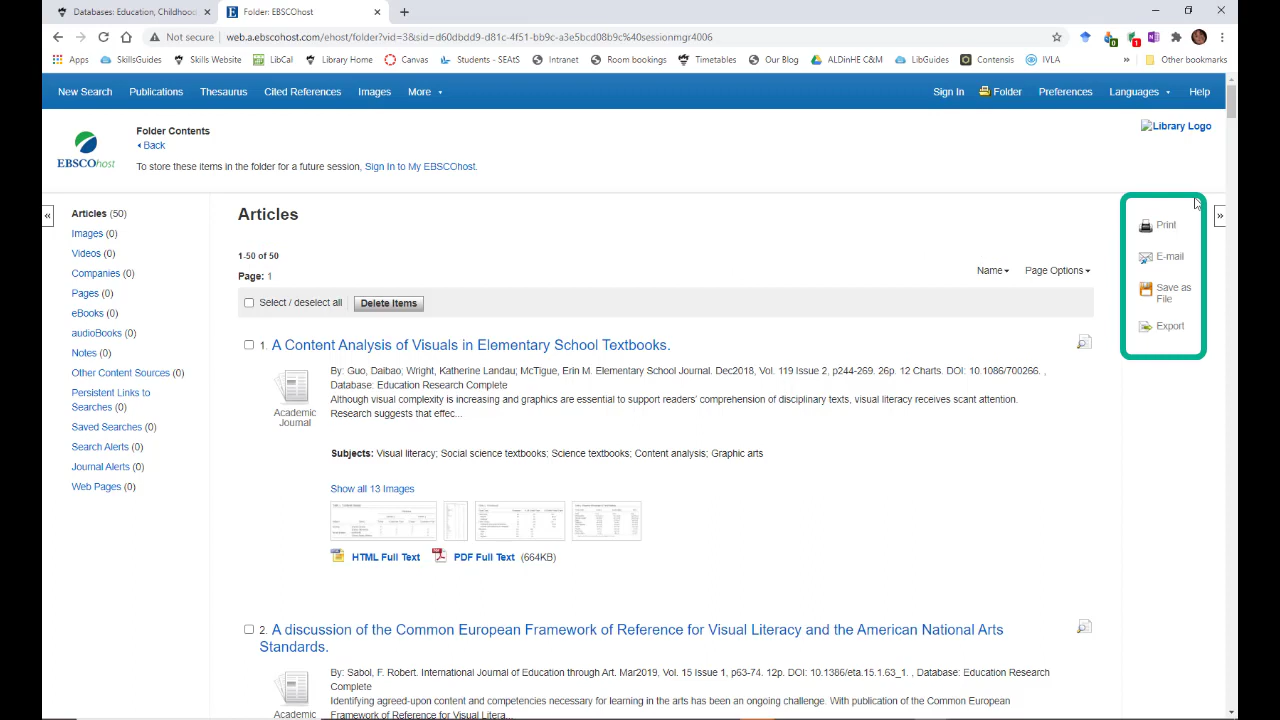 Databases: Education, Childhood
Folder: EBSCOhost
Not secure web.a.ebscohost.com/ehost/folder?vid=3&sid=d60dbdd9-d81c-4f51-bb9c-a3e5bcd08b9c%40sessionmgr4006
Apps SkillsGuides Skills Website LibCal Library Home Canvas Students - SEAtS Intranet Room bookings Timetables Our Blog ALDinHE C&M LibGuides Contensis IVLA » Other bookmarks
New Search Publications Thesaurus Cited References Images More Sign In Folder Preferences Languages Help
Folder Contents
Back
To store these items in the folder for a future session, Sign In to My EBSCOhost.
EBSCOhost
Library Logo
«
Articles (50)
Images (0)
Videos (0)
Companies (0)
Pages (0)
eBooks (0)
audioBooks (0)
Notes (0)
Other Content Sources (0)
Persistent Links to
Searches (0)
Saved Searches (0)
Search Alerts (0)
Journal Alerts (0)
Web Pages (0)
Articles
1-50 of 50
Page: 1
Name Page Options
Select / deselect all Delete Items
1. A Content Analysis of Visuals in Elementary School Textbooks.
Academic
Journal
By: Guo, Daibao; Wright, Katherine Landau; McTigue, Erin M. Elementary School Journal. Dec2018, Vol. 119 Issue 2, p244-269. 26p. 12 Charts. DOI: 10.1086/700266. ,
Database: Education Research Complete
Although visual complexity is increasing and graphics are essential to support readers' comprehension of disciplinary texts, visual literacy receives scant attention.
Research suggests that effec...
Subjects: Visual literacy; Social science textbooks; Science textbooks; Content analysis; Graphic arts
Show all 13 Images
HTML Full Text PDF Full Text (664KB)
2. A discussion of the Common European Framework of Reference for Visual Literacy and the American National Arts
Standards.
Academic
By: Sabol, F. Robert. International Journal of Education through Art. Mar2019, Vol. 15 Issue 1, p63-74. 12p. DOI: 10.1386/eta.15.1.63_1. , Database: Education Research
Complete
Identifying agreed-upon content and competencies necessary for learning in the arts has been an ongoing challenge. With publication of the Common European
Framework of Reference for Visual Litera...
»
Print
E-mail
Save as
File
Export